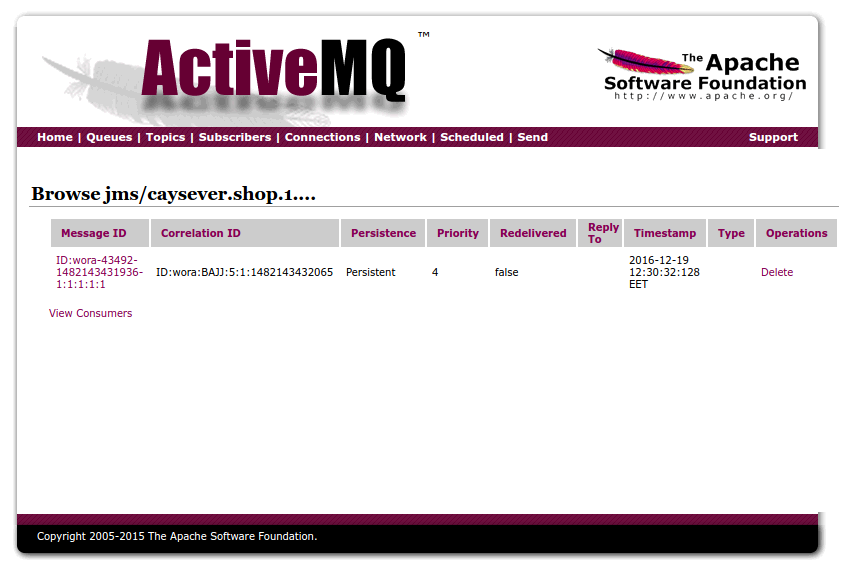 ActiveMQ ™
The Apache
Software Foundation
http://www.apache.org/
Home | Queues | Topics | Subscribers | Connections | Network | Scheduled | Send
Support
Browse jms/caysever.shop.1....
Message ID Correlation ID Persistence Priority Redelivered Reply To Timestamp Type Operations
ID:wora-43492-
1482143431936-
1:1:1:1:1
ID:wora:BAJJ:5:1:1482143432065 Persistent 4 false
2016-12-19
12:30:32:128
EET
Delete
View Consumers
Copyright 2005-2015 The Apache Software Foundation.